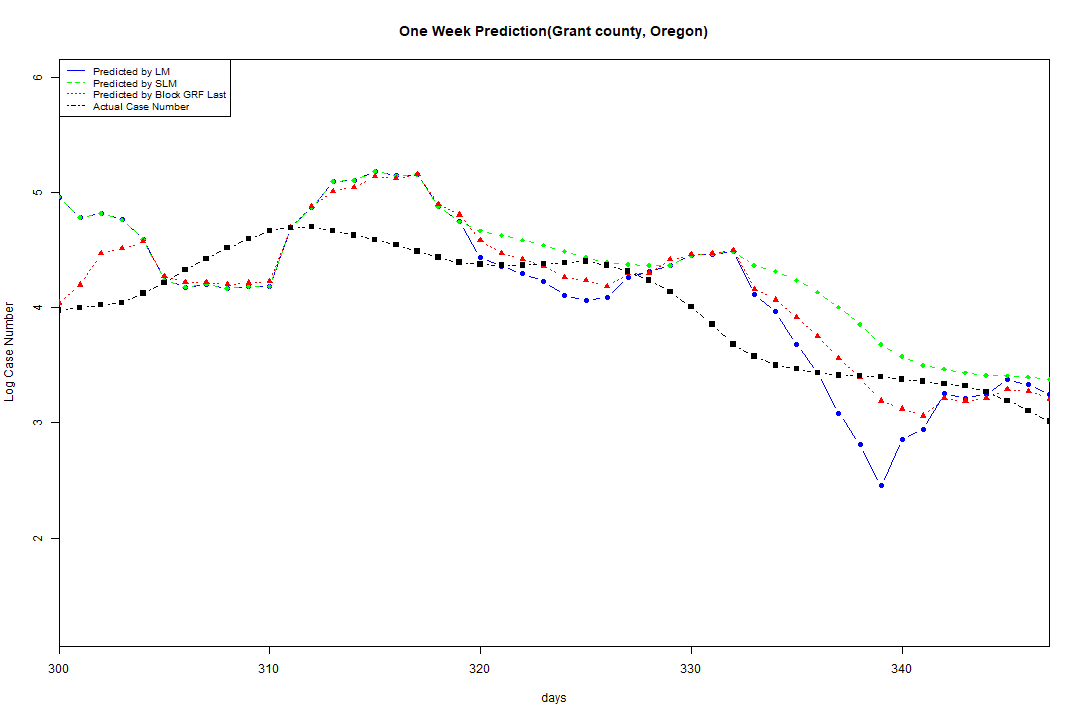 One Week Prediction(Grant county, Oregon)
Predicted by LM
Predicted by SLM
Predicted by Block GRF Last
Actual Case Number
Log Case Number
6
5
4
3
2
300 310 320 330 340
days